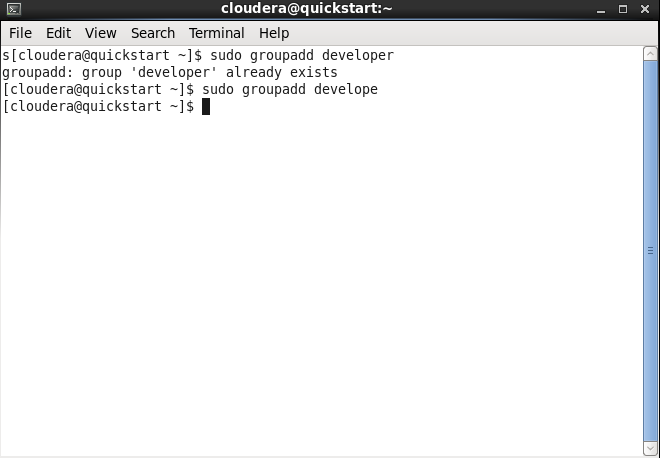 cloudera@quickstart:~
File Edit View Search Terminal Help
s[cloudera@quickstart ~]$ sudo groupadd developer
groupadd: group 'developer' already exists
[cloudera@quickstart ~]$ sudo groupadd develope
[cloudera@quickstart ~]$